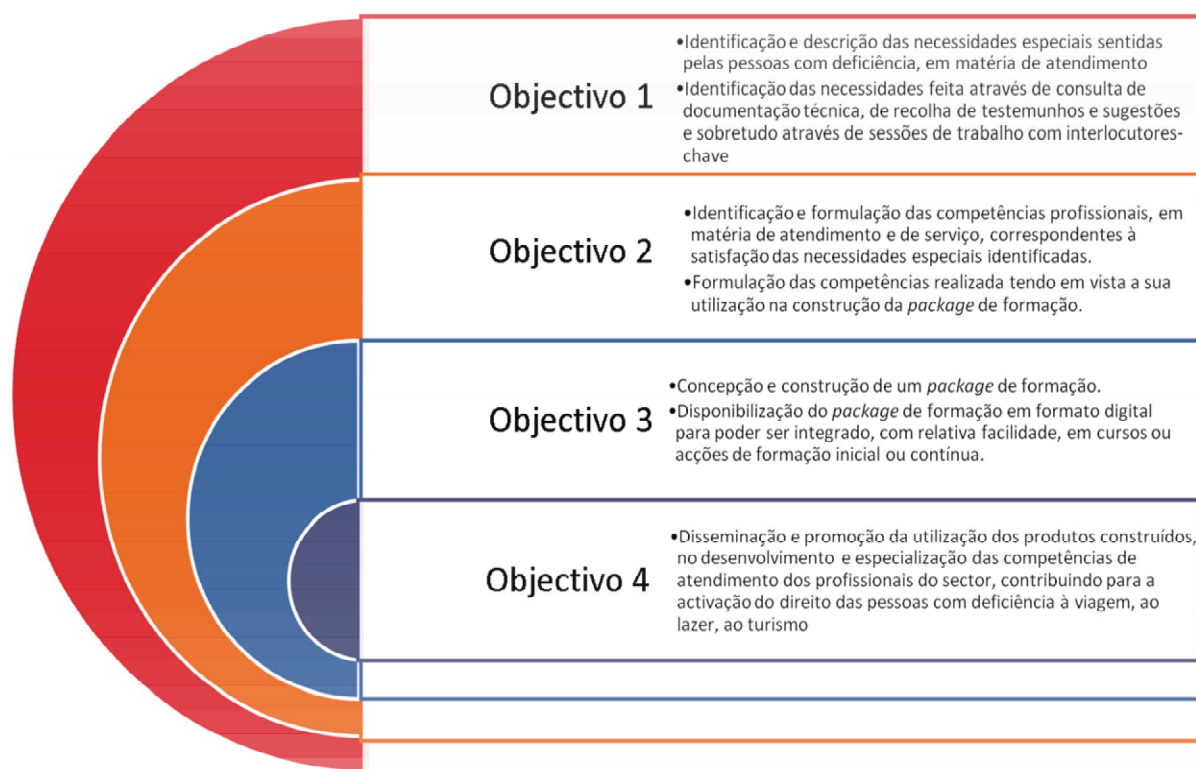 Objectivo 1
•Identificação e descrição das necessidades especiais sentidas
pelas pessoas com deficiência, em matéria de atendimento
•Identificação das necessidades feita através de consulta de
documentação técnica, de recolha de testemunhos e sugestões
e sobretudo através de sessões de trabalho com interlocutores-
chave
Objectivo 2
•Identificação e formulação das competências profissionais, em
matéria de atendimento e de serviço, correspondentes à
satisfação das necessidades especiais identificadas.
•Formulação das competências realizada tendo em vista a sua
utilização na construção da package de formação.
Objectivo 3
•Concepção e construção de um package de formação.
•Disponibilização do package de formação em formato digital
para poder ser integrado, com relativa facilidade, em cursos ou
acções de formação inicial ou contínua.
Objectivo 4
•Disseminação e promoção da utilização dos produtos construídos,
no desenvolvimento e especialização das competências de
atendimento dos profissionais do sector, contribuindo para a
activação do direito das pessoas com deficiência à viagem, ao
lazer, ao turismo